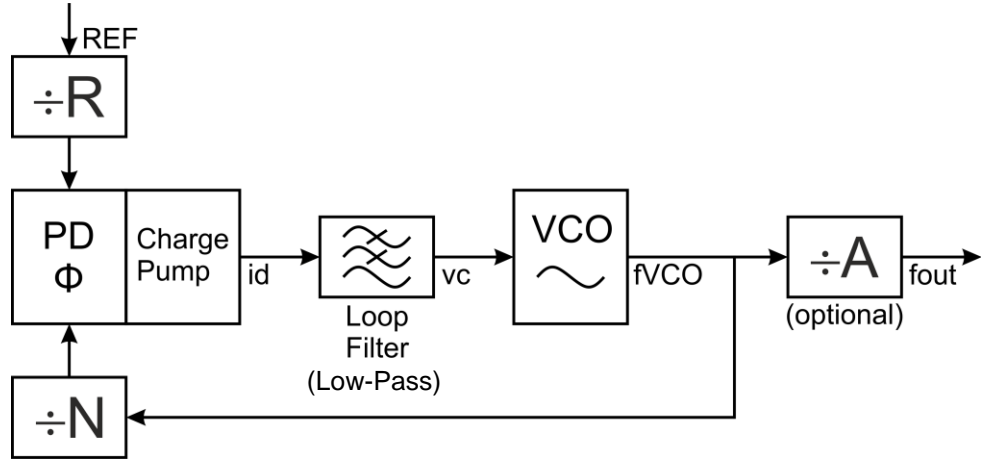 REF
÷R
PD
Φ
Charge
Pump
id
Loop
Filter
(Low-Pass)
vc
VCO
fVCO
÷A
(optional)
fout
÷N